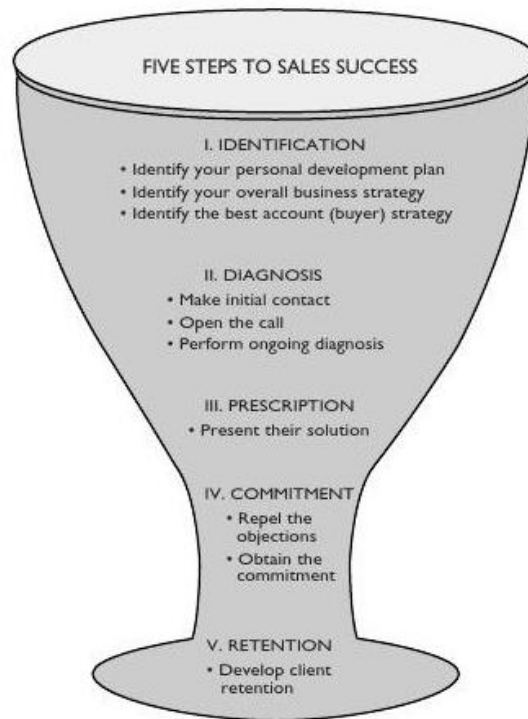 FIVE STEPS TO SALES SUCCESS
I. IDENTIFICATION
• Identify your personal development plan
• Identify your overall business strategy
• Identify the best account (buyer) strategy
II. DIAGNOSIS
• Make initial contact
• Open the call
• Perform ongoing diagnosis
III. PRESCRIPTION
• Present their solution
IV. COMMITMENT
• Repel the
objections
• Obtain the
commitment
V. RETENTION
• Develop client
retention